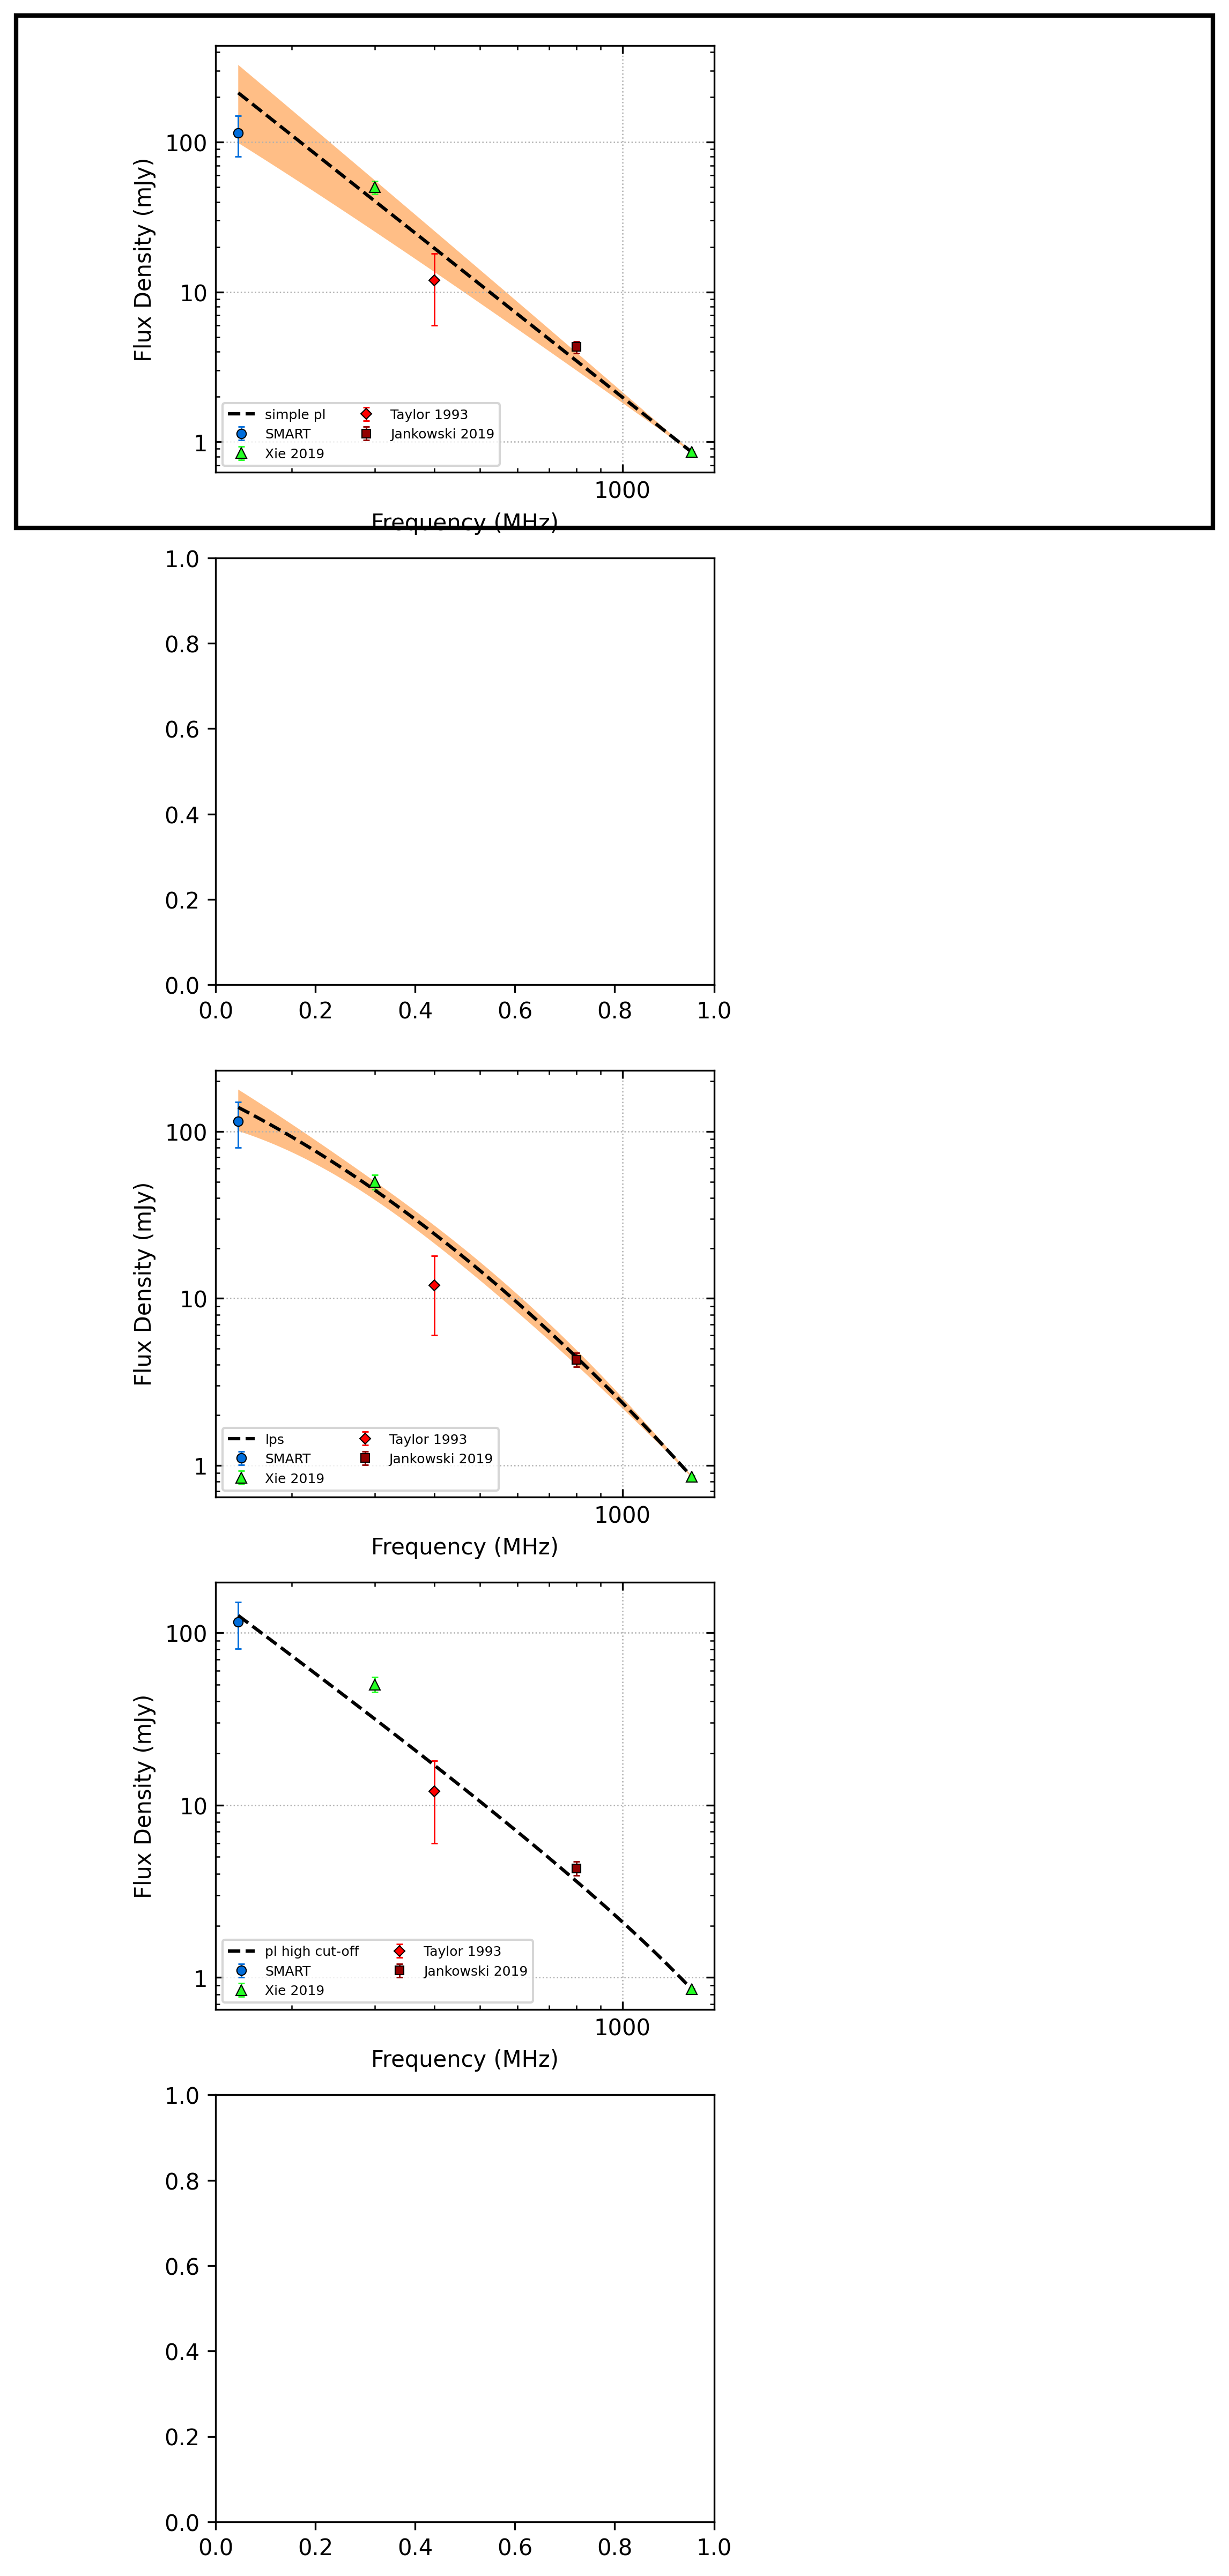 100
10
1
Flux Density (mJy)
simple pl
SMART
Xie 2019
Taylor 1993
Jankowski 2019
1000
Frequency (MHz)
1.0
0.8
0.6
0.4
0.2
0.0
0.0 0.2 0.4 0.6 0.8 1.0
100
10
1
Flux Density (mJy)
lps
SMART
Xie 2019
Taylor 1993
Jankowski 2019
1000
Frequency (MHz)
100
10
1
Flux Density (mJy)
pl high cut-off
SMART
Xie 2019
Taylor 1993
Jankowski 2019
1000
Frequency (MHz)
1.0
0.8
0.6
0.4
0.2
0.0
0.0 0.2 0.4 0.6 0.8 1.0